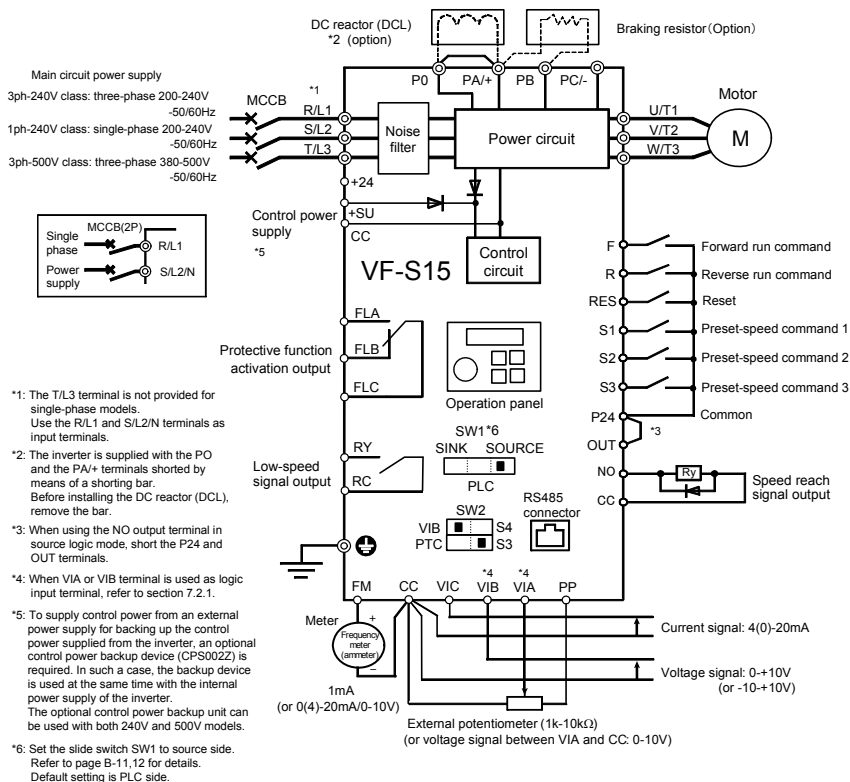 DC reactor (DCL)
*2 (option)
Braking resistor（Option）
Main circuit power supply
3ph-240V class: three-phase 200-240V
-50/60Hz
1ph-240V class: single-phase 200-240V
-50/60Hz
3ph-500V class: three-phase 380-500V
-50/60Hz
MCCB
*1
R/L1
S/L2
T/L3
P0
PA/+
PB
PC/-
Noise
filter
Power circuit
U/T1
V/T2
W/T3
Motor
M
+24
+SU
CC
Control power
supply
*5
Control
circuit
VF-S15
Single
phase
Power
supply
MCCB(2P)
R/L1
S/L2/N
F
Forward run command
R
Reverse run command
RES
Reset
S1
Preset-speed command 1
S2
Preset-speed command 2
S3
Preset-speed command 3
P24
Common
OUT
*3
NO
CC
Ry
Speed reach
signal output
FLA
FLB
FLC
Protective function
activation output
Operation panel
RY
RC
Low-speed
signal output
SW1*6
SINK SOURCE
PLC
SW2
VIB
S4
PTC
S3
RS485
connector
FM
CC
VIC
*4
VIB
*4
VIA
PP
Meter
+
Frequency
meter
(ammeter)
−
1mA
(or 0(4)-20mA/0-10V)
Current signal: 4(0)-20mA
Voltage signal: 0-+10V
(or -10-+10V)
External potentiometer (1k-10kΩ)
(or voltage signal between VIA and CC: 0-10V)
*1: The T/L3 terminal is not provided for
single-phase models.
Use the R/L1 and S/L2/N terminals as
input terminals.
*2: The inverter is supplied with the PO
and the PA/+ terminals shorted by
means of a shorting bar.
Before installing the DC reactor (DCL),
remove the bar.
*3: When using the NO output terminal in
source logic mode, short the P24 and
OUT terminals.
*4: When VIA or VIB terminal is used as logic
input terminal, refer to section 7.2.1.
*5: To supply control power from an external
power supply for backing up the control
power supplied from the inverter, an optional
control power backup device (CPS002Z) is
required. In such a case, the backup device
is used at the same time with the internal
power supply of the inverter.
The optional control power backup unit can
be used with both 240V and 500V models.
*6: Set the slide switch SW1 to source side.
Refer to page B-11,12 for details.
Default setting is PLC side.